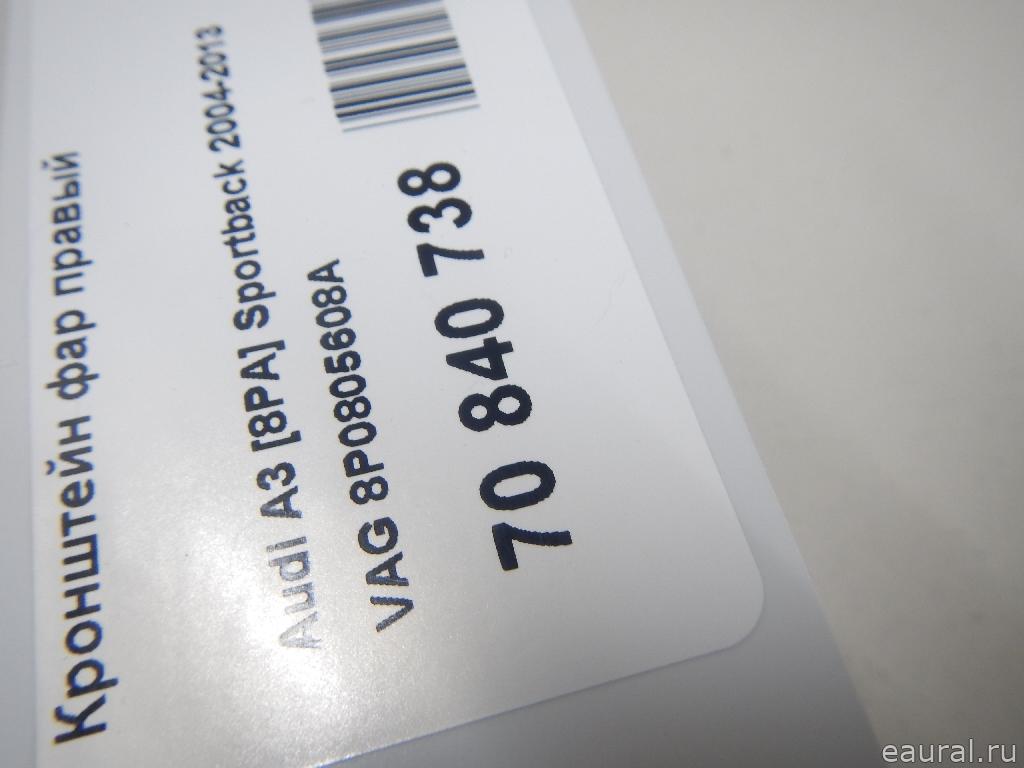 Кронштейн фар правый
Audi A3 [8PA] Sportback 2004-2013
VAG 8P0805608A
70 840 738
eaural.ru